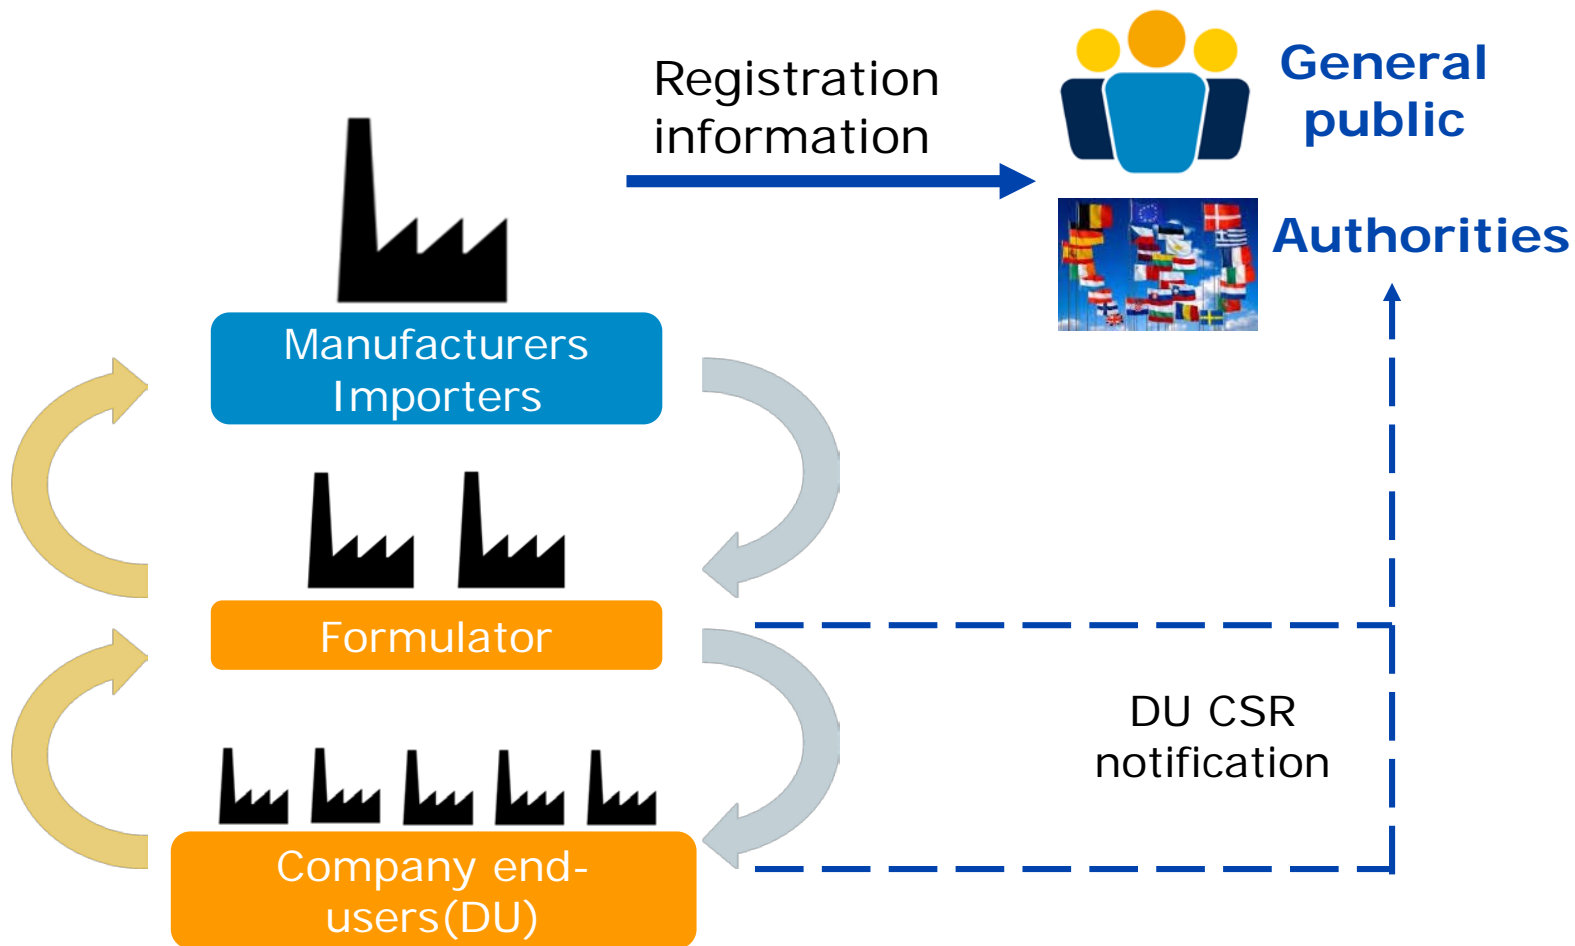 Registration
information
General
public
Authorities
Manufacturers
Importers
Formulator
DU CSR
notification
Company end-
users(DU)